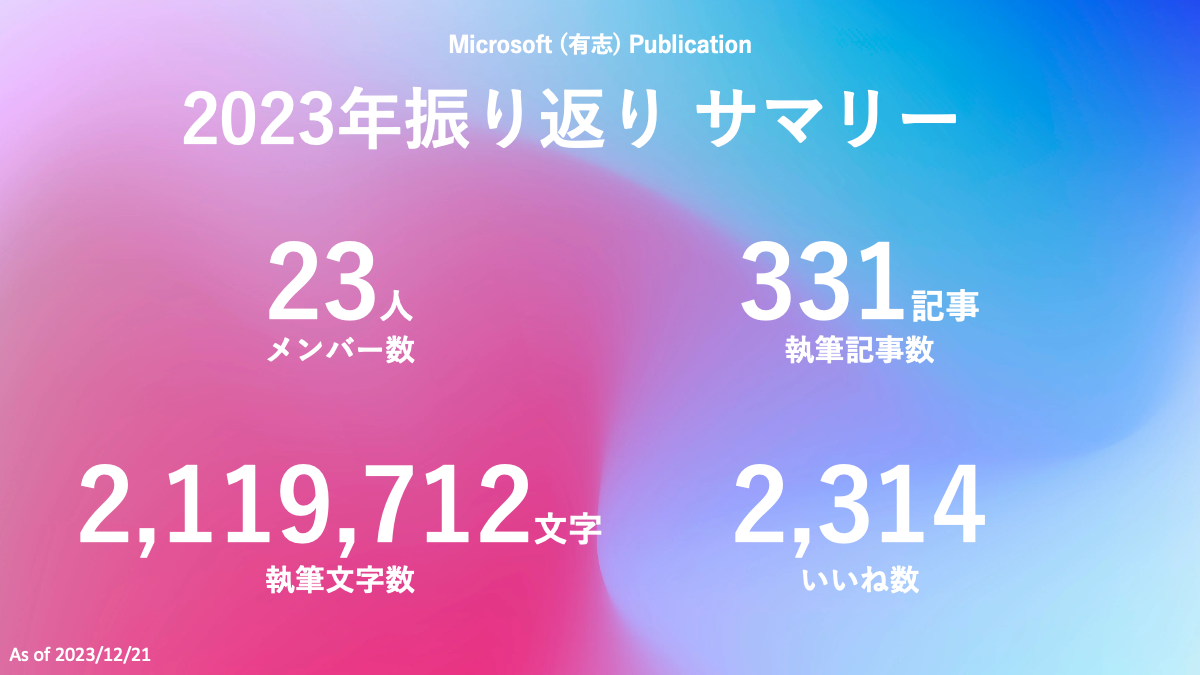 Microsoft (有志) Publication
2023年振り返り サマリー
23人
メンバー数
331記事
執筆記事数
2,119,712文字
執筆文字数
2,314
いいね数
As of 2023/12/21